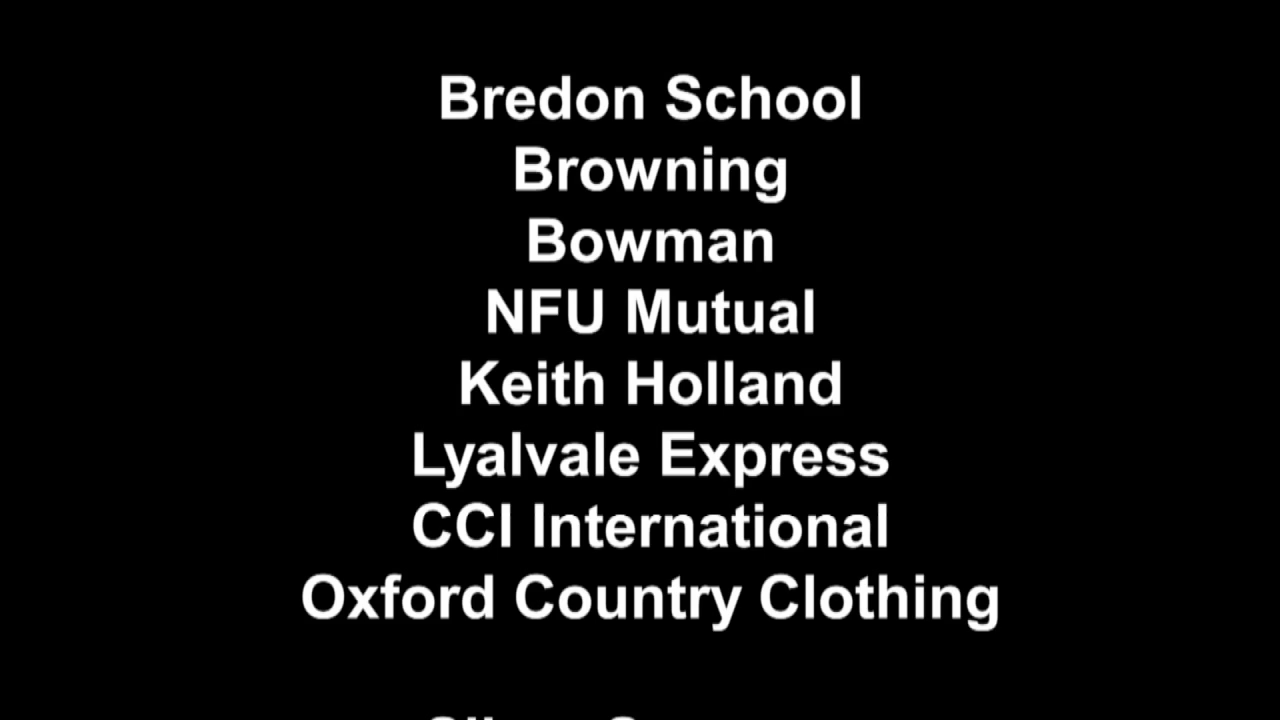 Bredon School
Browning
Bowman
NFU Mutual
Keith Holland
Lyalvale Express
CCI International
Oxford Country Clothing